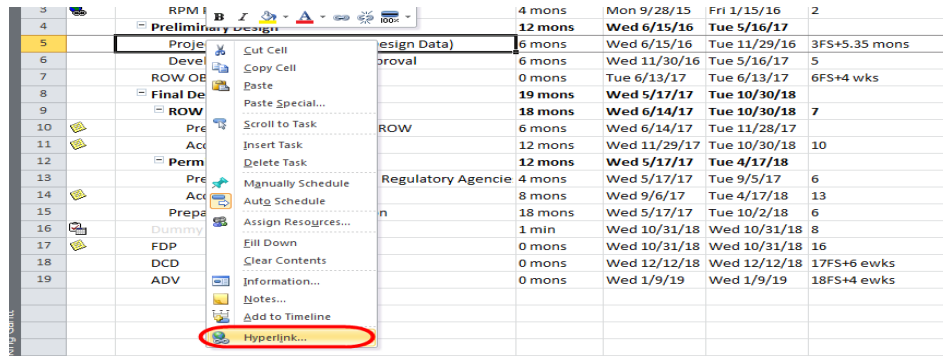 3 RPM 4 mons Mon 9/28/15 Fri 1/15/16 2
B I A 100%
4 Preliminary Design 12 mons Wed 6/15/16 Tue 5/16/17
5 Proje esign Data) 6 mons Wed 6/15/16 Tue 11/29/16 3FS+5.35 mons
Cut Cell
6 Devel proval 6 mons Wed 11/30/16 Tue 5/16/17 5
Copy Cell
7 ROW OB 0 mons Tue 6/13/17 Tue 6/13/17 6FS+4 wks
Paste
8 Final De 19 mons Wed 5/17/17 Tue 10/30/18
Paste Special...
9 ROW 18 mons Wed 6/14/17 Tue 10/30/18 7
10 Pre ROW 6 mons Wed 6/14/17 Tue 11/28/17
Scroll to Task
11 Acc 12 mons Wed 11/29/17 Tue 10/30/18 10
Insert Task
12 Perm 12 mons Wed 5/17/17 Tue 4/17/18
Delete Task
13 Pre Regulatory Agencie 4 mons Wed 5/17/17 Tue 9/5/17 6
Manually Schedule
14 Acc 8 mons Wed 9/6/17 Tue 4/17/18 13
Auto Schedule
15 Prepa n 18 mons Wed 5/17/17 Tue 10/2/18 6
Assign Resources...
16 Dummy 1 min Wed 10/31/18 Wed 10/31/18 8
17 FDP 0 mons Wed 10/31/18 Wed 10/31/18 16
Fill Down
18 DCD 0 mons Wed 12/12/18 Wed 12/12/18 17FS+6 ewks
Clear Contents
19 ADV 0 mons Wed 1/9/19 Wed 1/9/19 18FS+4 ewks
Information...
Notes...
Add to Timeline
Hyperlink...